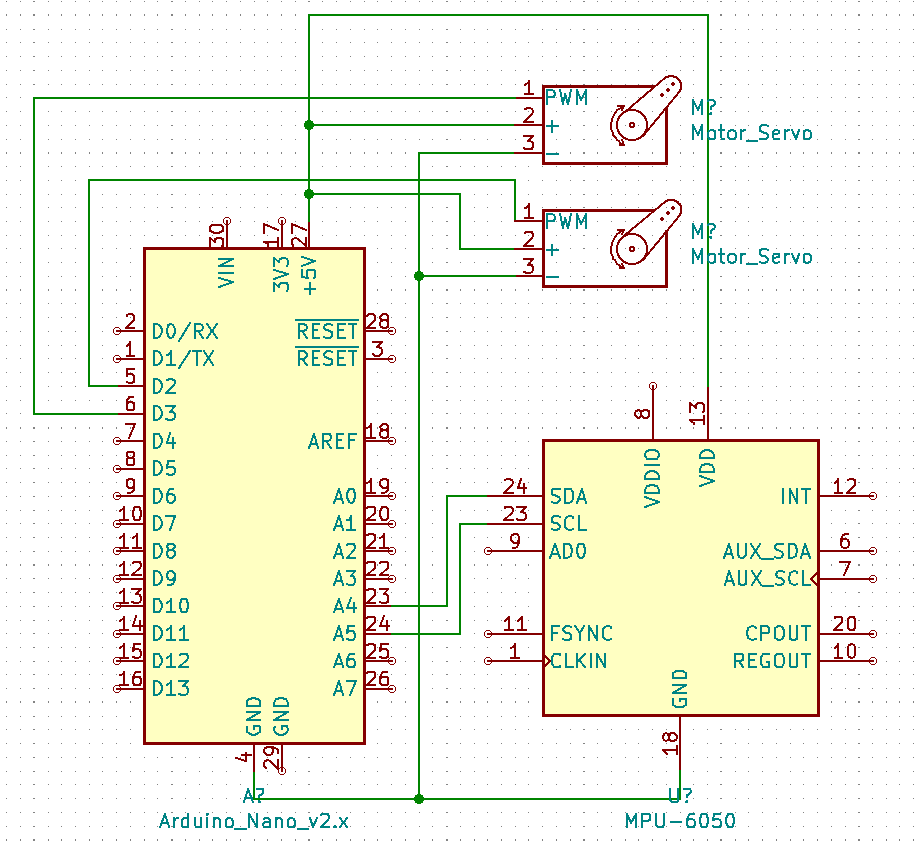 1 PWM
2 +
3 −
M?
Motor_Servo
1 PWM
2 +
3 −
M?
Motor_Servo
30 17 27
VIN 3V3 +5V
2 D0/RX RESET 28
1 D1/TX RESET 3
5 D2
6 D3
7 D4 AREF 18
8 D5
9 D6 A0 19
10 D7 A1 20
11 D8 A2 21
12 D9 A3 22
13 D10 A4 23
14 D11 A5 24
15 D12 A6 25
16 D13 A7 26
GND GND
4 29
A?
Arduino_Nano_v2.x
8 13
VDDIO VDD
24 SDA INT 12
23 SCL
9 AD0 AUX_SDA 6
AUX_SCL 7
11 FSYNC CPOUT 20
1 CLKIN REGOUT 10
GND
18
U?
MPU-6050